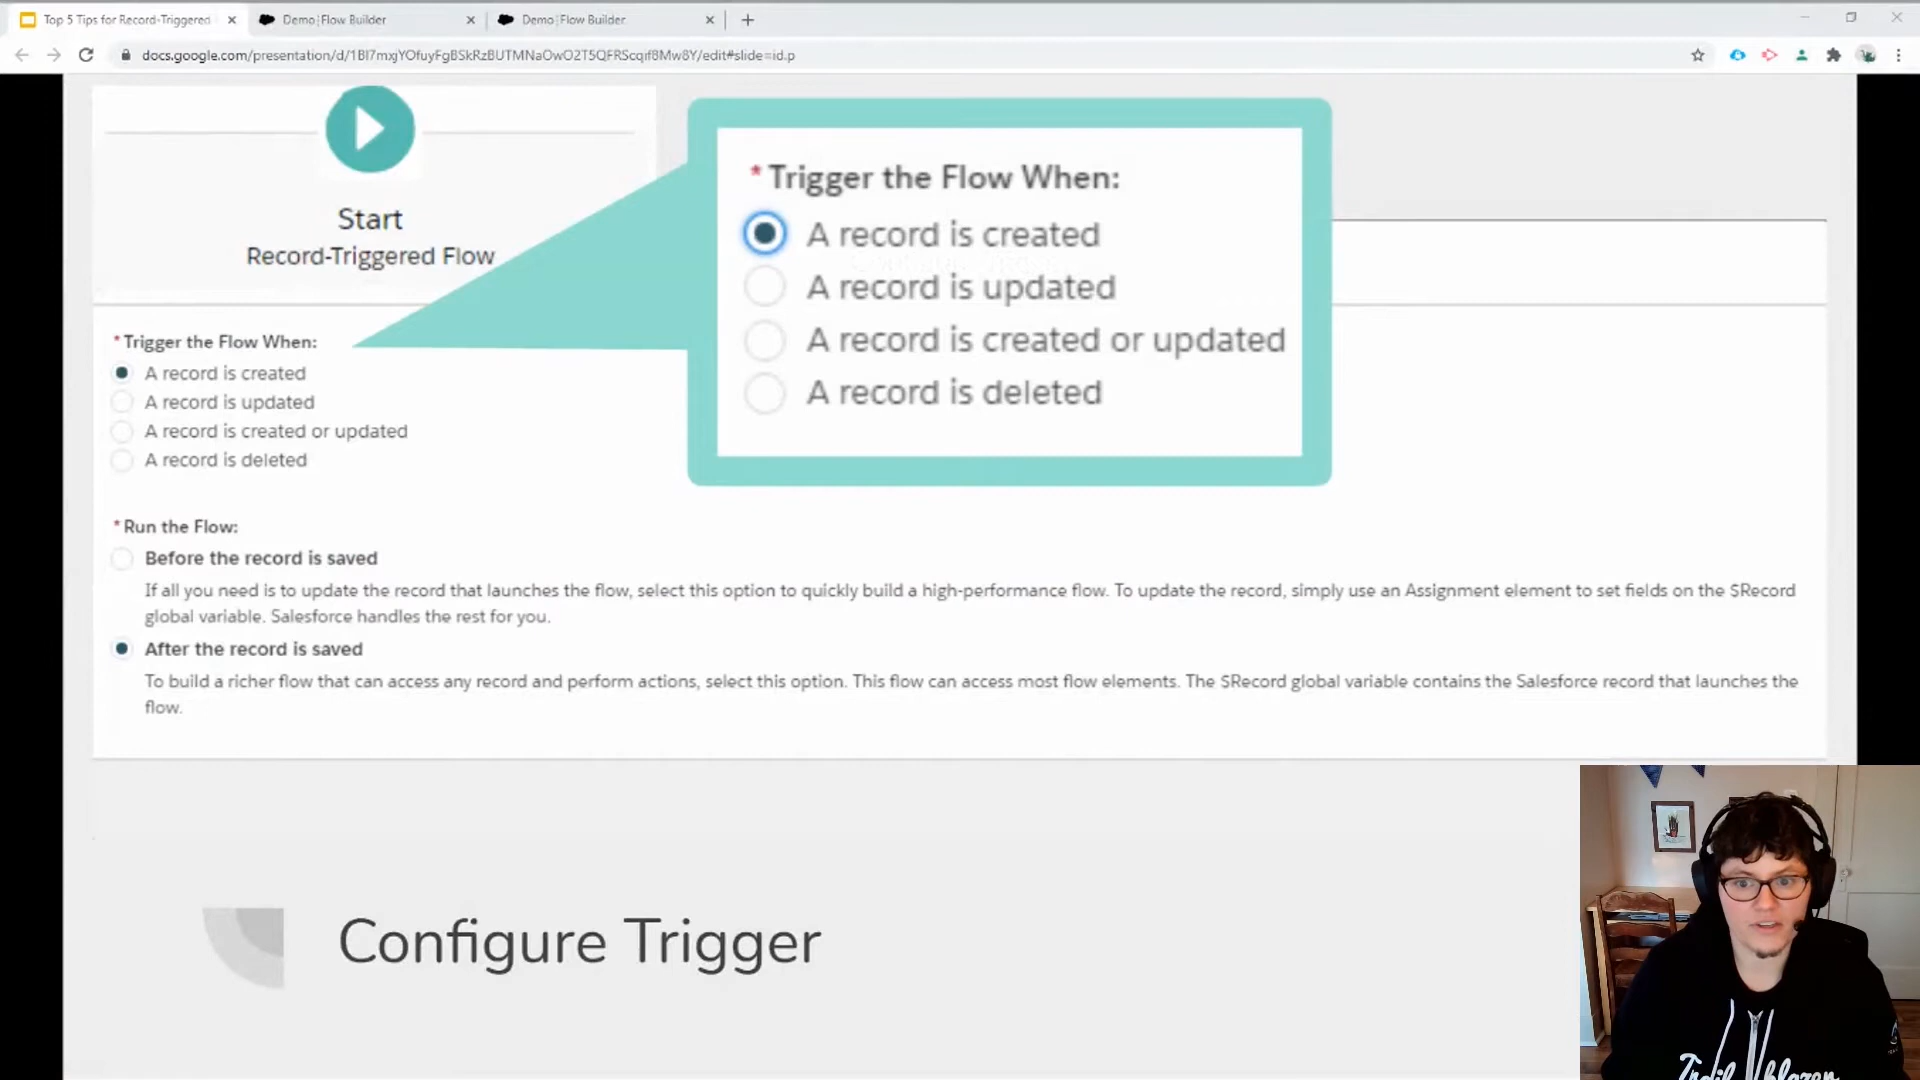 Top 5 Tips for Record-Triggered
Demo | Flow Builder
Demo | Flow Builder
Start
Record-Triggered Flow
* Trigger the Flow When:
A record is created
A record is updated
A record is created or updated
A record is deleted
* Trigger the Flow When:
A record is created
A record is updated
A record is created or updated
A record is deleted
* Run the Flow:
Before the record is saved
If all you need is to update the record that launches the flow, select this option to quickly build a high-performance flow. To update the record, simply use an Assignment element to set fields on the $Record
global variable. Salesforce handles the rest for you.
After the record is saved
To build a richer flow that can access any record and perform actions, select this option. This flow can access most flow elements. The $Record global variable contains the Salesforce record that launches the
flow.
Configure Trigger